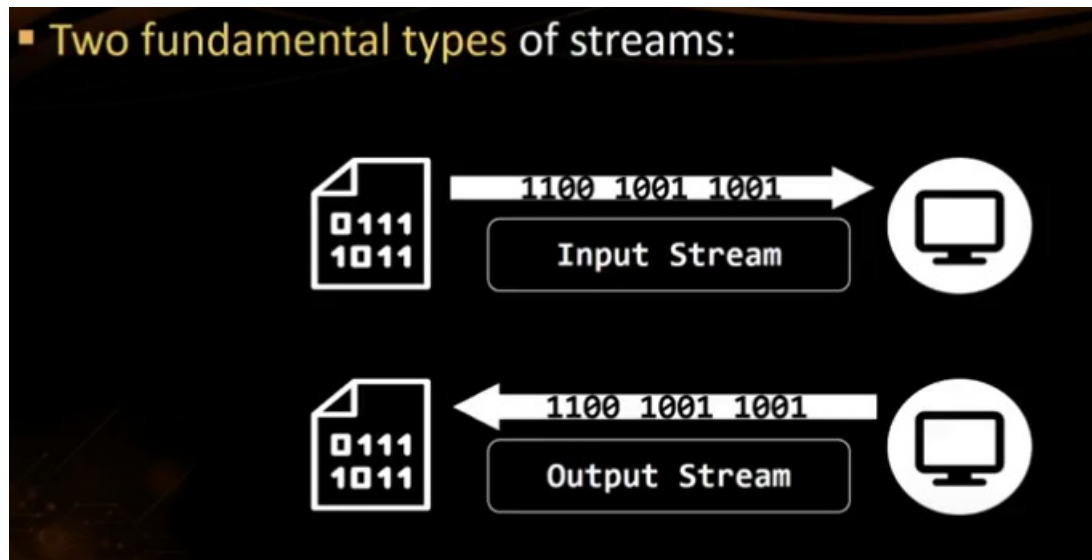 ▪ Two fundamental types of streams:
1100 1001 1001
0111
1011
Input Stream
1100 1001 1001
0111
1011
Output Stream